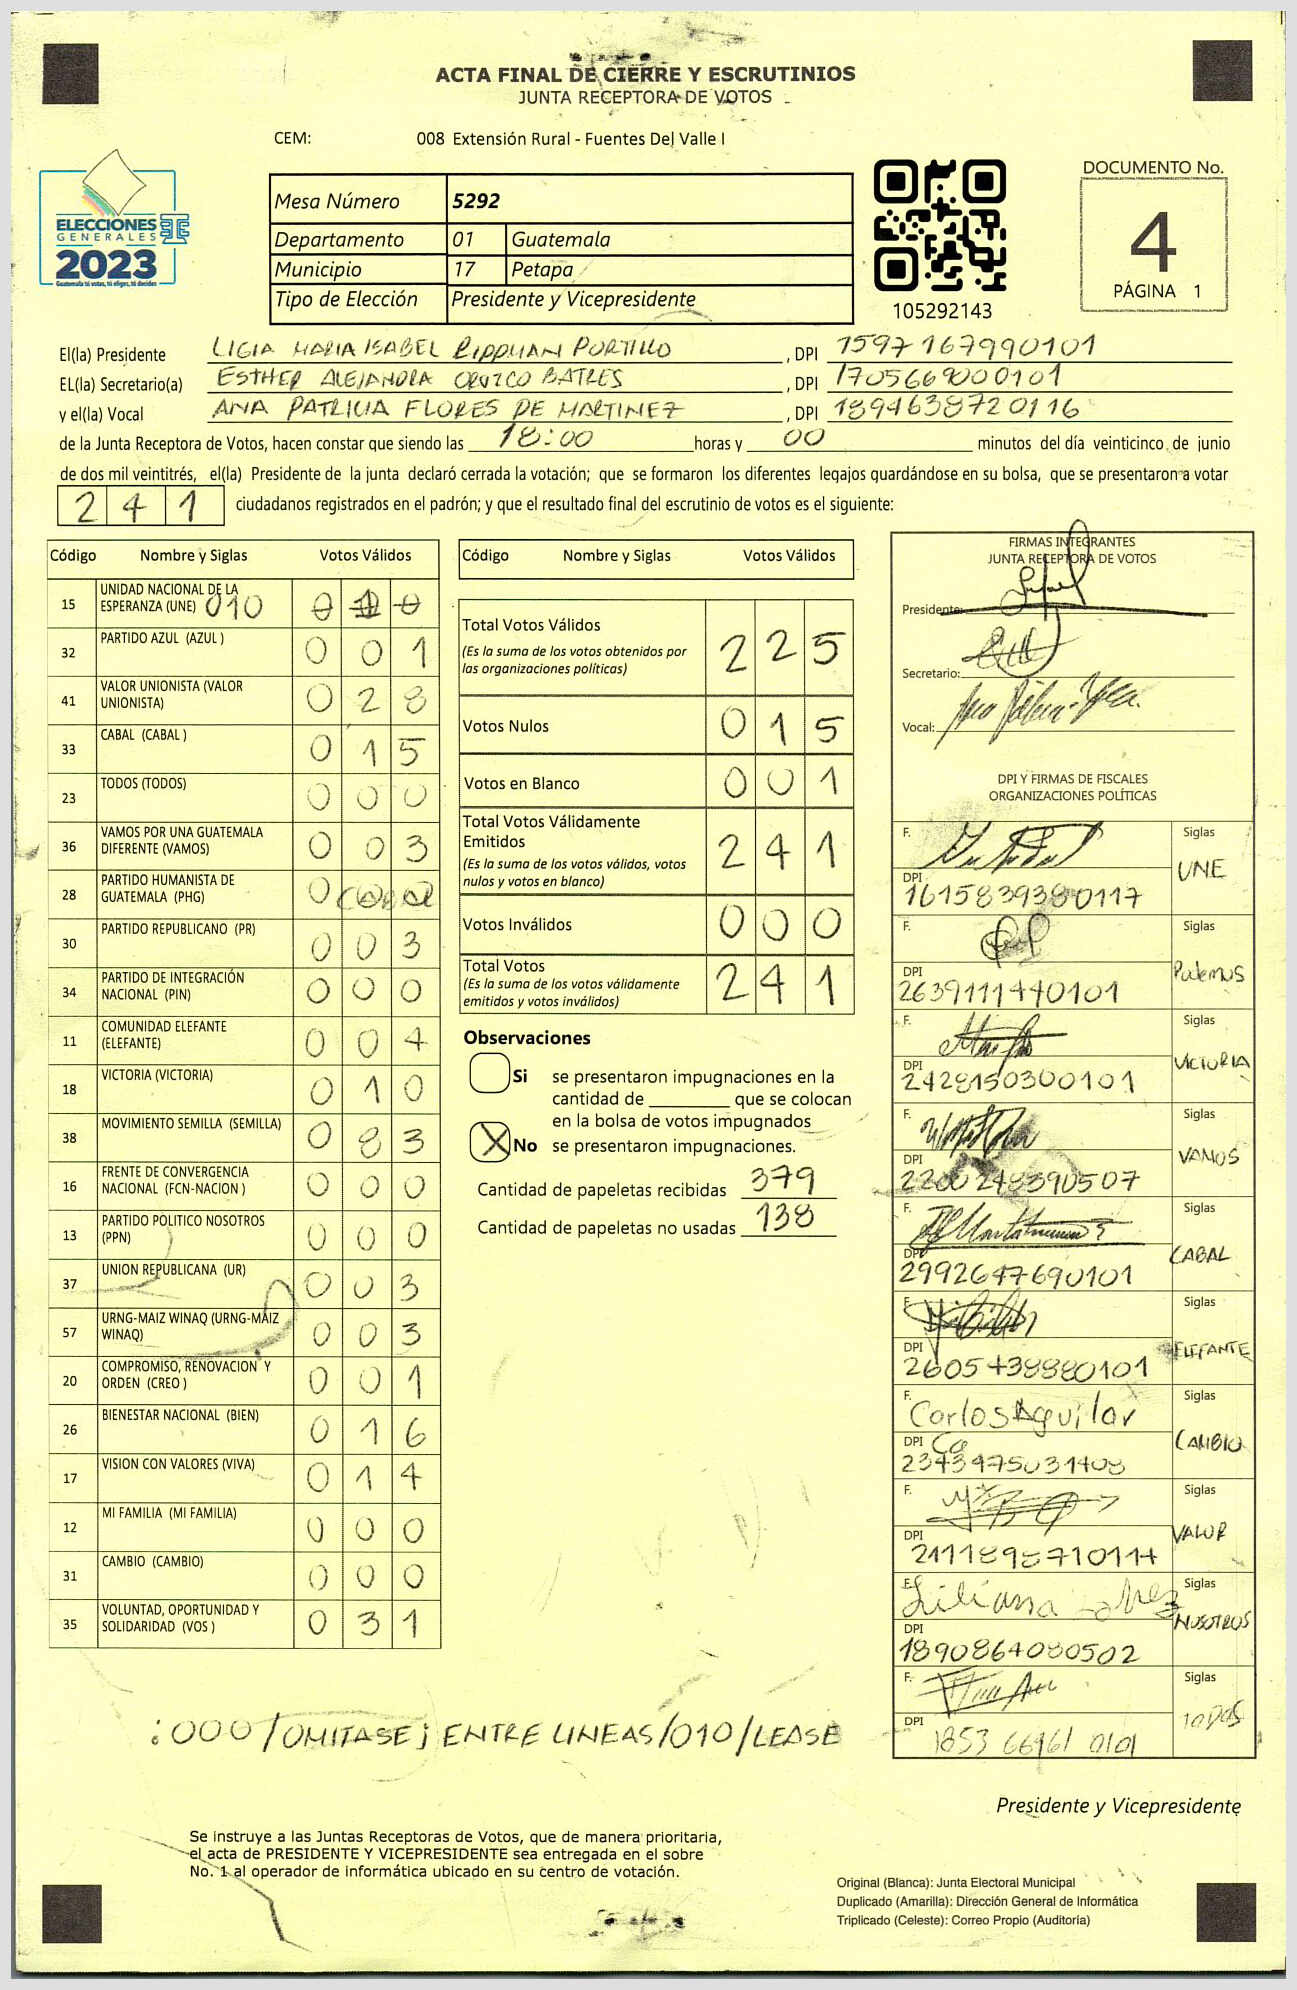 ACTA FINAL DE CIERRE Y ESCRUTINIOS
JUNTA RECEPTORA DE VOTOS
CEM: 008 Extensión Rural - Fuentes Del Valle I
ELECCIONES
GENERALES
2023
Guatemala tú votas, tú eliges, tú decides
Mesa Número 5292
Departamento 01 Guatemala
Municipio 17 Petapa
Tipo de Elección Presidente y Vicepresidente
105292143
DOCUMENTO No.
4
PÁGINA 1
El(la) Presidente LIGIA MARIA ISABEL RIPPMAN PORTILLO, DPI 1597167990101
EL(la) Secretario(a) ESTHER ALEJANDRA OROZCO BATRES, DPI 1705669000101
y el(la) Vocal ANA PATRICIA FLORES DE MARTINEZ, DPI 1894638720116
de la Junta Receptora de Votos, hacen constar que siendo las 18:00 horas y 00 minutos del día veinticinco de junio
de dos mil veintitrés, el(la) Presidente de la junta declaró cerrada la votación; que se formaron los diferentes legajos guardándose en su bolsa, que se presentaron a votar
241 ciudadanos registrados en el padrón; y que el resultado final del escrutinio de votos es el siguiente:
Código Nombre y Siglas Votos Válidos
15 UNIDAD NACIONAL DE LA
ESPERANZA (UNE) 010
32 PARTIDO AZUL (AZUL ) 0 0 1
41 VALOR UNIONISTA (VALOR
UNIONISTA) 0 2 8
33 CABAL (CABAL ) 0 1 5
23 TODOS (TODOS) 0 0 0
36 VAMOS POR UNA GUATEMALA
DIFERENTE (VAMOS) 0 0 3
28 PARTIDO HUMANISTA DE
GUATEMALA (PHG) 0
30 PARTIDO REPUBLICANO (PR) 0 0 3
34 PARTIDO DE INTEGRACIÓN
NACIONAL (PIN) 0 0 0
11 COMUNIDAD ELEFANTE
(ELEFANTE) 0 0 4
18 VICTORIA (VICTORIA) 0 1 0
38 MOVIMIENTO SEMILLA (SEMILLA) 0 8 3
16 FRENTE DE CONVERGENCIA
NACIONAL (FCN-NACION ) 0 0 0
13 PARTIDO POLITICO NOSOTROS
(PPN) 0 0 0
37 UNION REPUBLICANA (UR) 0 0 3
57 URNG-MAIZ WINAQ (URNG-MAIZ
WINAQ) 0 0 3
20 COMPROMISO, RENOVACION Y
ORDEN (CREO ) 0 0 1
26 BIENESTAR NACIONAL (BIEN) 0 1 6
17 VISION CON VALORES (VIVA) 0 1 4
12 MI FAMILIA (MI FAMILIA) 0 0 0
31 CAMBIO (CAMBIO) 0 0 0
35 VOLUNTAD, OPORTUNIDAD Y
SOLIDARIDAD (VOS ) 0 3 1
Código Nombre y Siglas Votos Válidos
Total Votos Válidos 2 2 5
(Es la suma de los votos obtenidos por
las organizaciones políticas)
Votos Nulos 0 1 5
Votos en Blanco 0 0 1
Total Votos Válidamente
Emitidos 2 4 1
(Es la suma de los votos válidos, votos
nulos y votos en blanco)
Votos Inválidos 0 0 0
Total Votos 2 4 1
(Es la suma de los votos válidamente
emitidos y votos inválidos)
Observaciones
Si se presentaron impugnaciones en la
cantidad de ________ que se colocan
en la bolsa de votos impugnados
X No se presentaron impugnaciones.
Cantidad de papeletas recibidas 379
Cantidad de papeletas no usadas 138
FIRMAS INTEGRANTES
JUNTA RECEPTORA DE VOTOS
Presidente:
Secretario:
Vocal:
DPI Y FIRMAS DE FISCALES
ORGANIZACIONES POLÍTICAS
F. Siglas
DPI UNE
1615839380117
F. Siglas
DPI Podemos
2639111440101
F. Siglas
DPI VICTORIA
2428150300101
F. Siglas
DPI VAMOS
2200248390507
F. Siglas
DPI CABAL
2992647690101
F. Siglas
DPI ELEFANTE
2605438880101
F. Carlos Aguilar Siglas
DPI CAMBIO
2343475031408
F. Siglas
DPI VALOR
2111898710114
F. Liliana Siglas
DPI NOSOTROS
1890864080502
F. Siglas
DPI TODOS
1853 66961 0101
:000/OMITASE; ENTRE LINEAS/010/LEASE
Presidente y Vicepresidente
Se instruye a las Juntas Receptoras de Votos, que de manera prioritaria,
el acta de PRESIDENTE Y VICEPRESIDENTE sea entregada en el sobre
No. 1 al operador de informática ubicado en su centro de votación.
Original (Blanca): Junta Electoral Municipal
Duplicado (Amarilla): Dirección General de Informática
Triplicado (Celeste): Correo Propio (Auditoría)